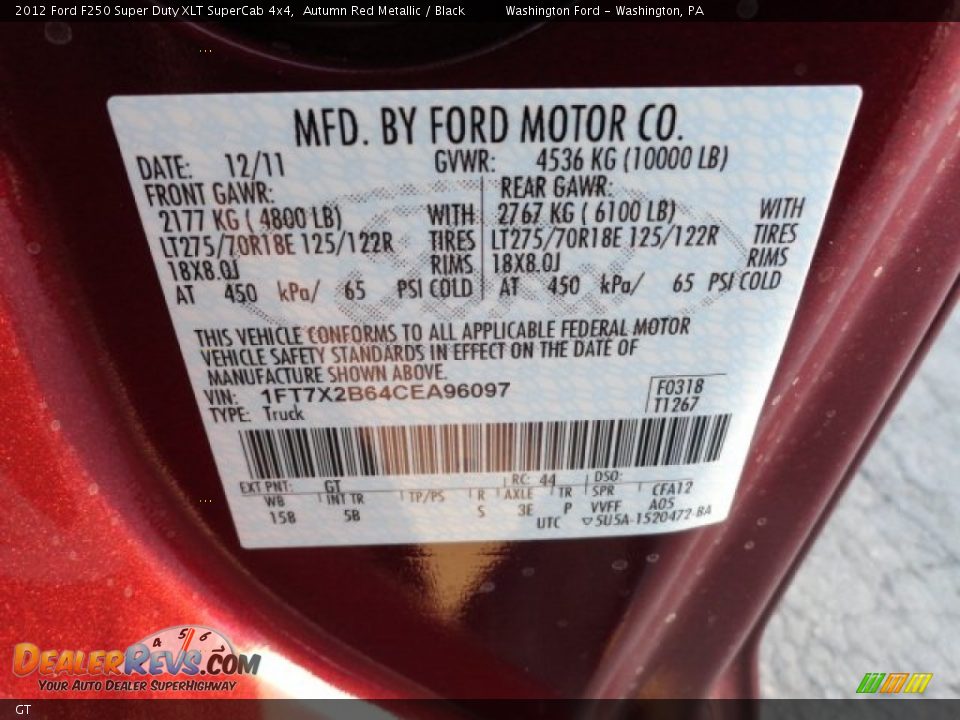 2012 Ford F250 Super Duty XLT SuperCab 4x4, Autumn Red Metallic / Black Washington Ford - Washington, PA
MFD. BY FORD MOTOR CO.
DATE: 12/11 GVWR: 4536 KG (10000 LB)
FRONT GAWR: REAR GAWR:
2177 KG ( 4800 LB) WITH 2767 KG ( 6100 LB) WITH
LT275/70R18E 125/122R TIRES LT275/70R18E 125/122R TIRES
18X8.0J RIMS 18X8.0J RIMS
AT 450 kPa/ 65 PSI COLD AT 450 kPa/ 65 PSI COLD
THIS VEHICLE CONFORMS TO ALL APPLICABLE FEDERAL MOTOR
VEHICLE SAFETY STANDARDS IN EFFECT ON THE DATE OF
MANUFACTURE SHOWN ABOVE.
VIN: 1FT7X2B64CEA96097 F0318
TYPE: Truck T1267
EXT PNT: GT RC: 44 DSO:
WB INT TR TP/PS R AXLE TR SPR CFA12
158 5B S 3E P VVFF A05
UTC 5U5A-1520472-BA
4 5 6
DEALERREVS.COM
YOUR AUTO DEALER SUPERHIGHWAY
GT